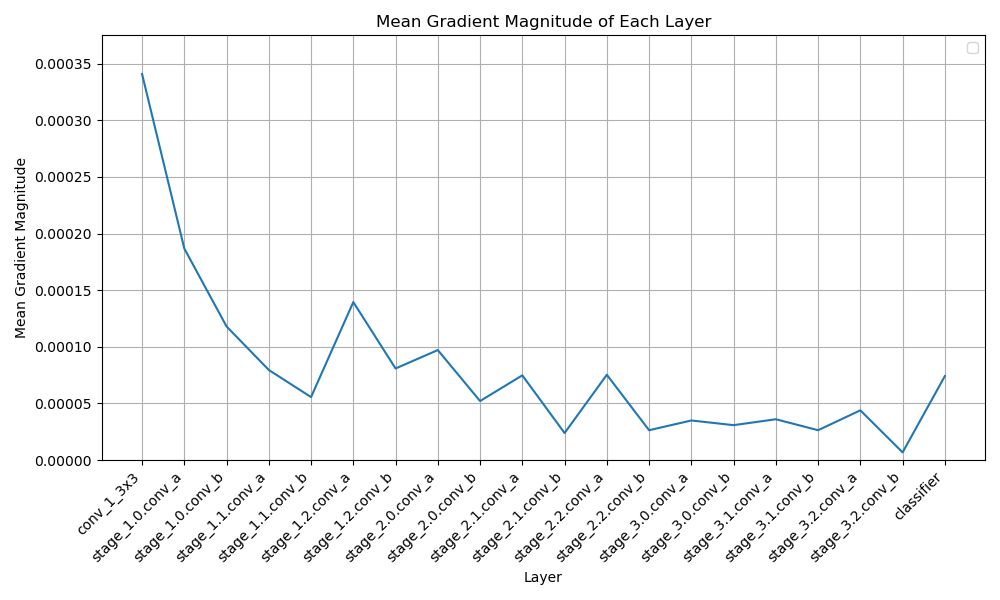 Mean Gradient Magnitude of Each Layer
Mean Gradient Magnitude
0.00035
0.00030
0.00025
0.00020
0.00015
0.00010
0.00005
0.00000
conv_1_3x3
stage_1.0.conv_a
stage_1.0.conv_b
stage_1.1.conv_a
stage_1.1.conv_b
stage_1.2.conv_a
stage_1.2.conv_b
stage_2.0.conv_a
stage_2.0.conv_b
stage_2.1.conv_a
stage_2.1.conv_b
stage_2.2.conv_a
stage_2.2.conv_b
stage_3.0.conv_a
stage_3.0.conv_b
stage_3.1.conv_a
stage_3.1.conv_b
stage_3.2.conv_a
stage_3.2.conv_b
classifier
Layer